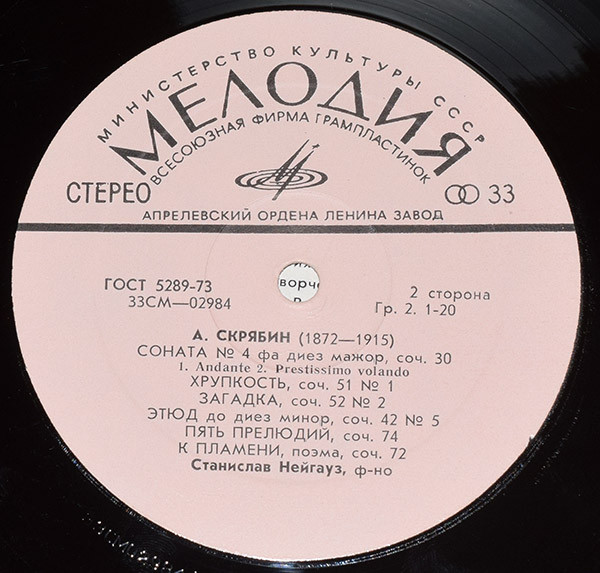 МИНИСТЕРСТВО КУЛЬТУРЫ СССР
МЕЛОДИЯ
ВСЕСОЮЗНАЯ ФИРМА ГРАМПЛАСТИНОК
СТЕРЕО
33
АПРЕЛЕВСКИЙ ОРДЕНА ЛЕНИНА ЗАВОД
ГОСТ 5289-73
33СМ—02984
ворче
2 сторона
Гр. 2. 1-20
А. СКРЯБИН (1872—1915)
СОНАТА № 4 фа диез мажор, соч. 30
1. Andante 2. Prestissimo volando
ХРУПКОСТЬ, соч. 51 № 1
ЗАГАДКА, соч. 52 № 2
ЭТЮД до диез минор, соч. 42 № 5
ПЯТЬ ПРЕЛЮДИЙ, соч. 74
К ПЛАМЕНИ, поэма, соч. 72
Станислав Нейгауз, ф-но